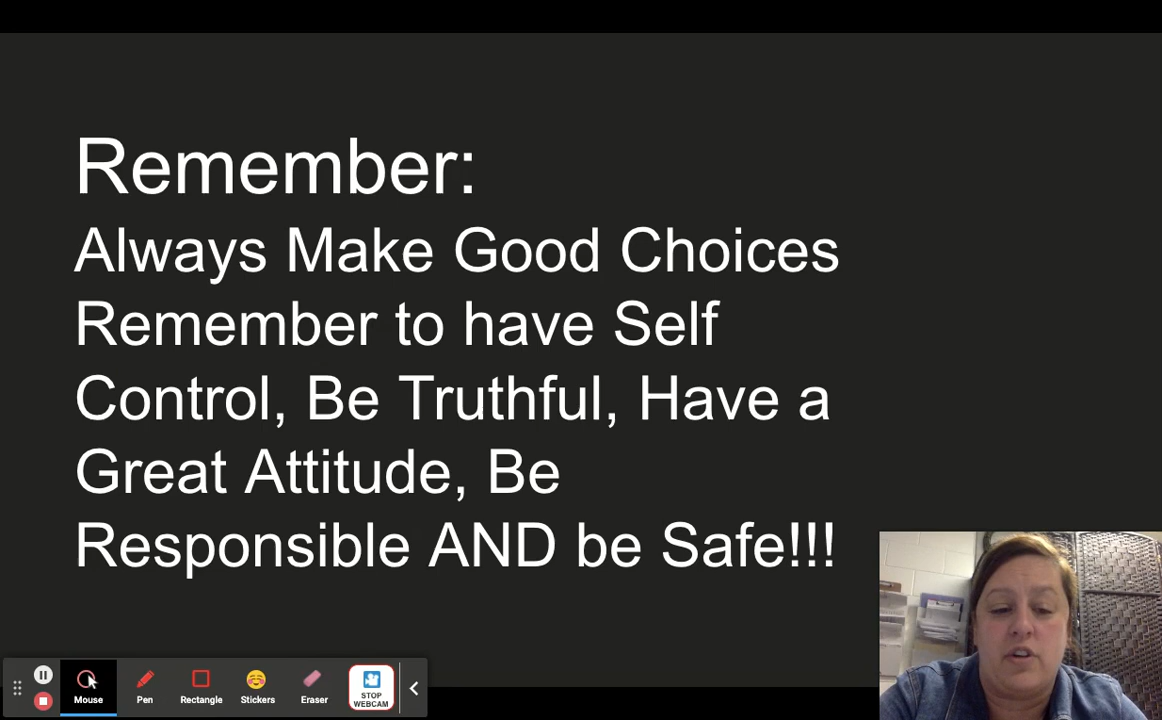 Remember:
Always Make Good Choices
Remember to have Self
Control, Be Truthful, Have a
Great Attitude, Be
Responsible AND be Safe!!!
Mouse
Pen
Rectangle
Stickers
Eraser
STOP
WEBCAM